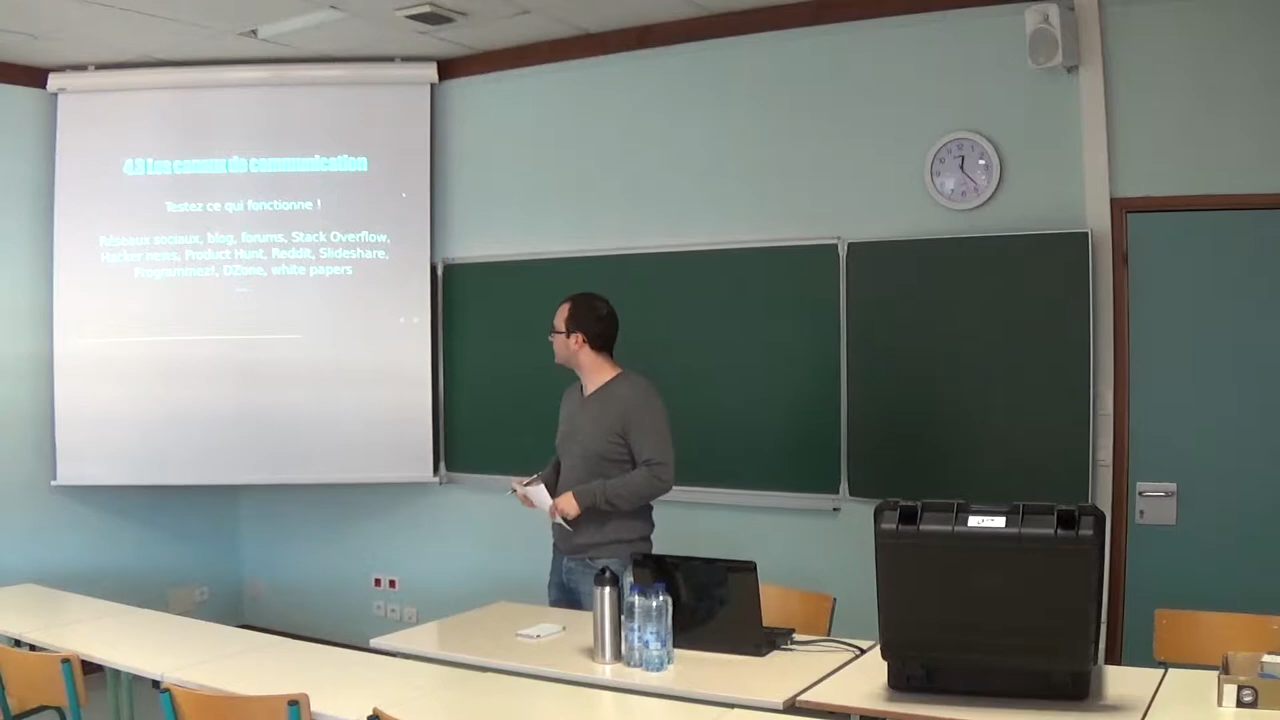 4.3 Les canaux de communication
Testez ce qui fonctionne !
Réseaux sociaux, blog, forums, Stack Overflow,
Hacker news, Product Hunt, Reddit, Slideshare,
Programmez!, DZone, white papers